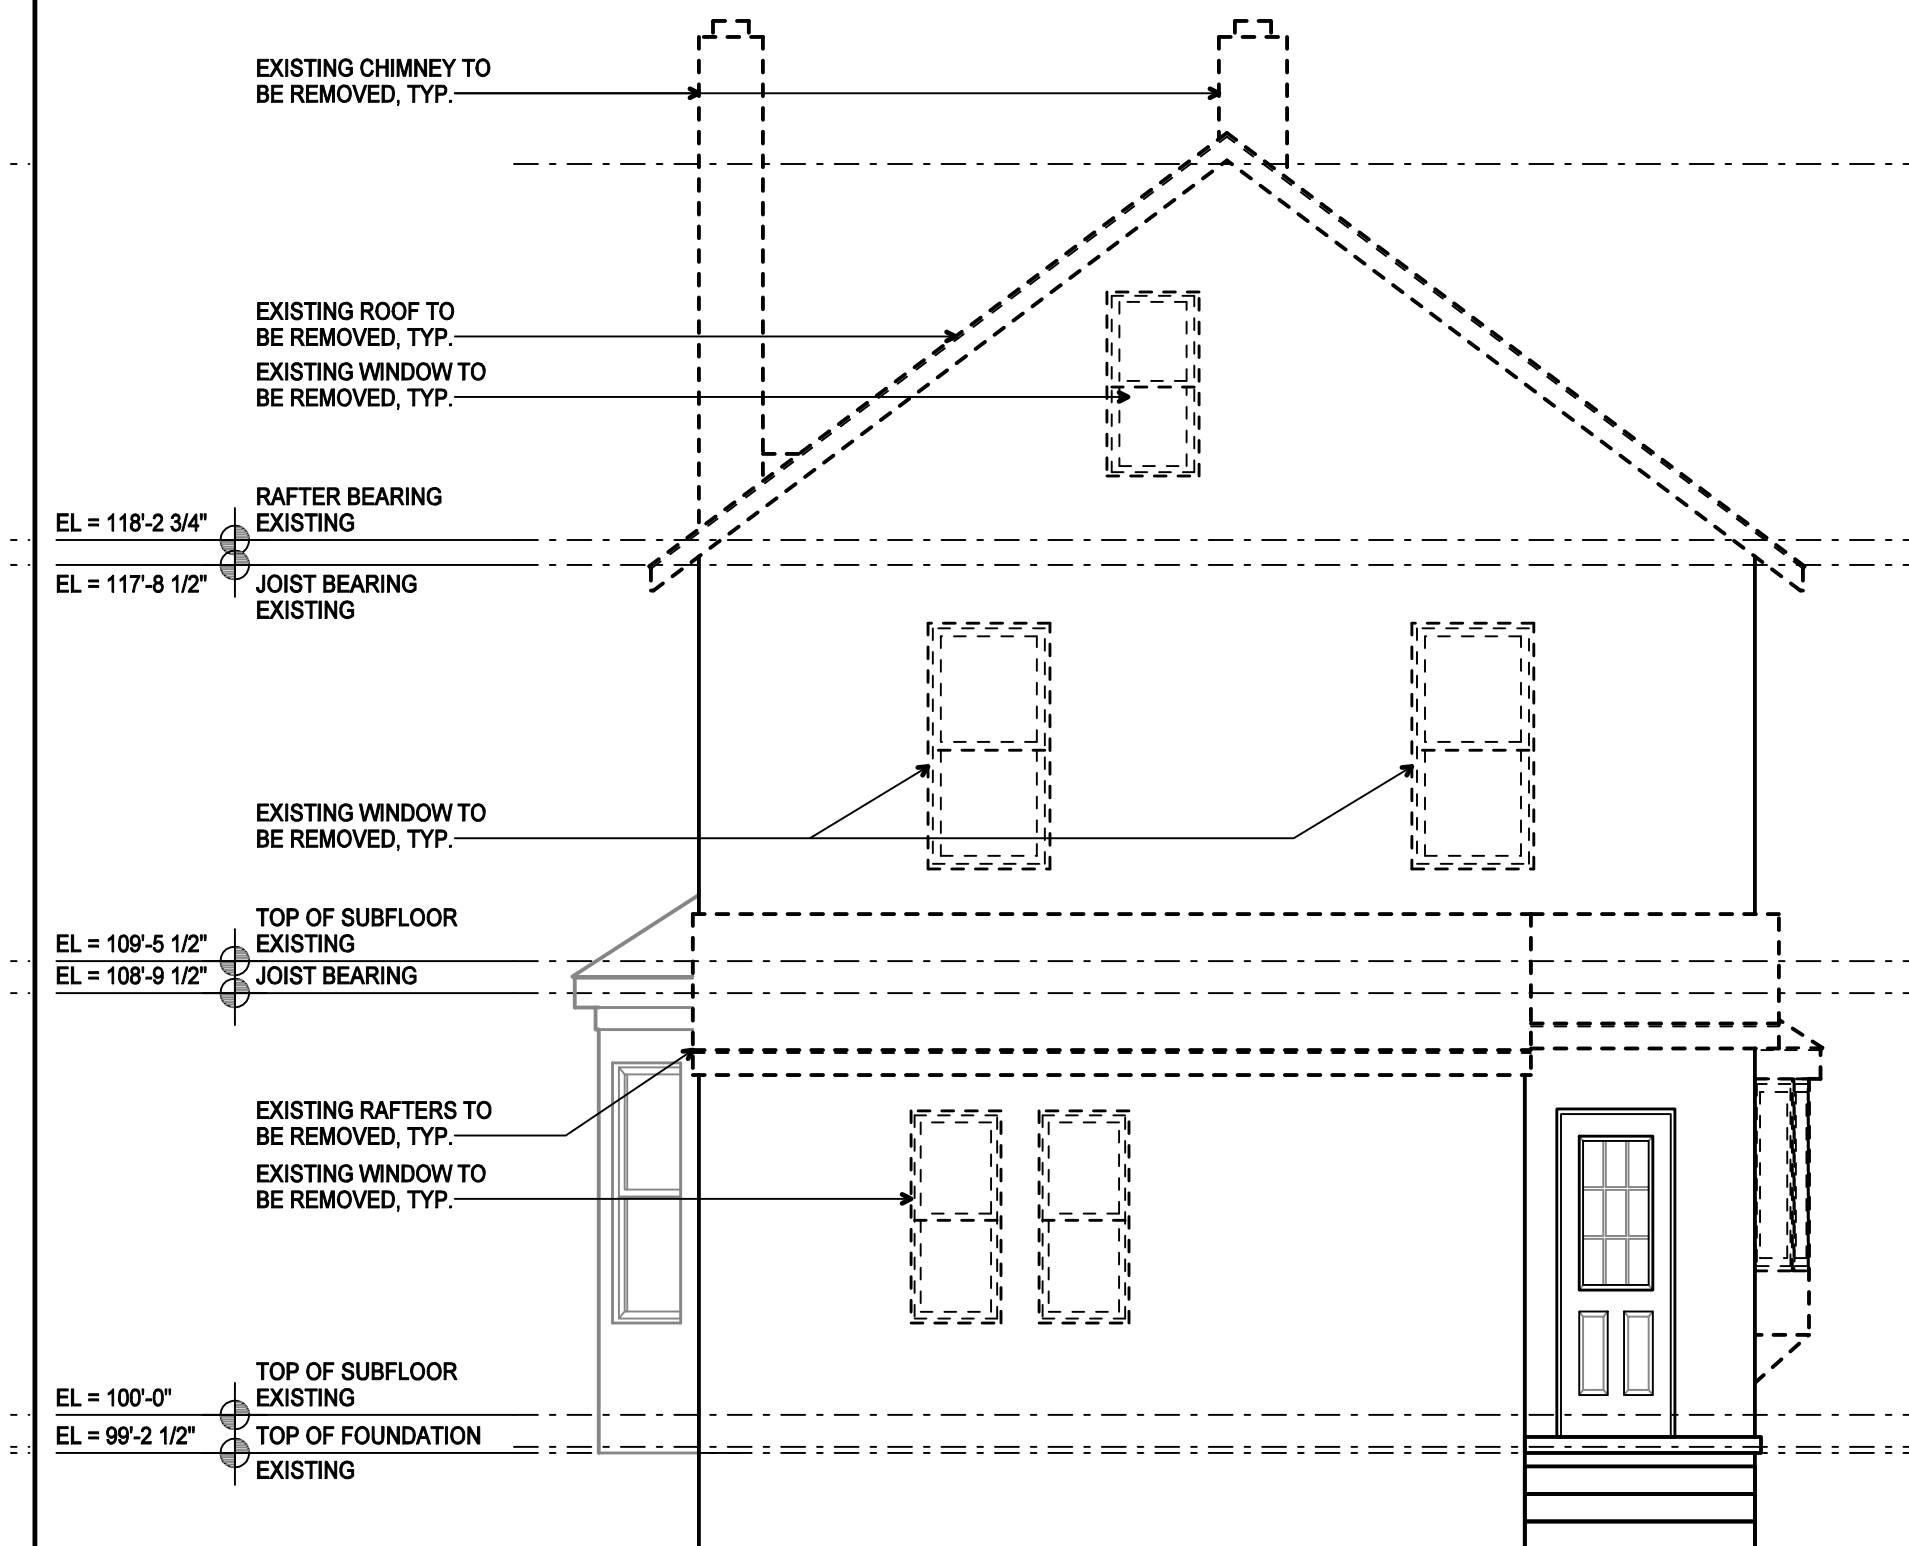 EXISTING CHIMNEY TO
BE REMOVED, TYP.
EXISTING ROOF TO
BE REMOVED, TYP.
EXISTING WINDOW TO
BE REMOVED, TYP.
RAFTER BEARING
EL = 118'-2 3/4" EXISTING
EL = 117'-8 1/2" JOIST BEARING
EXISTING
EXISTING WINDOW TO
BE REMOVED, TYP.
TOP OF SUBFLOOR
EL = 109'-5 1/2" EXISTING
EL = 108'-9 1/2" JOIST BEARING
EXISTING RAFTERS TO
BE REMOVED, TYP.
EXISTING WINDOW TO
BE REMOVED, TYP.
TOP OF SUBFLOOR
EL = 100'-0" EXISTING
EL = 99'-2 1/2" TOP OF FOUNDATION
EXISTING